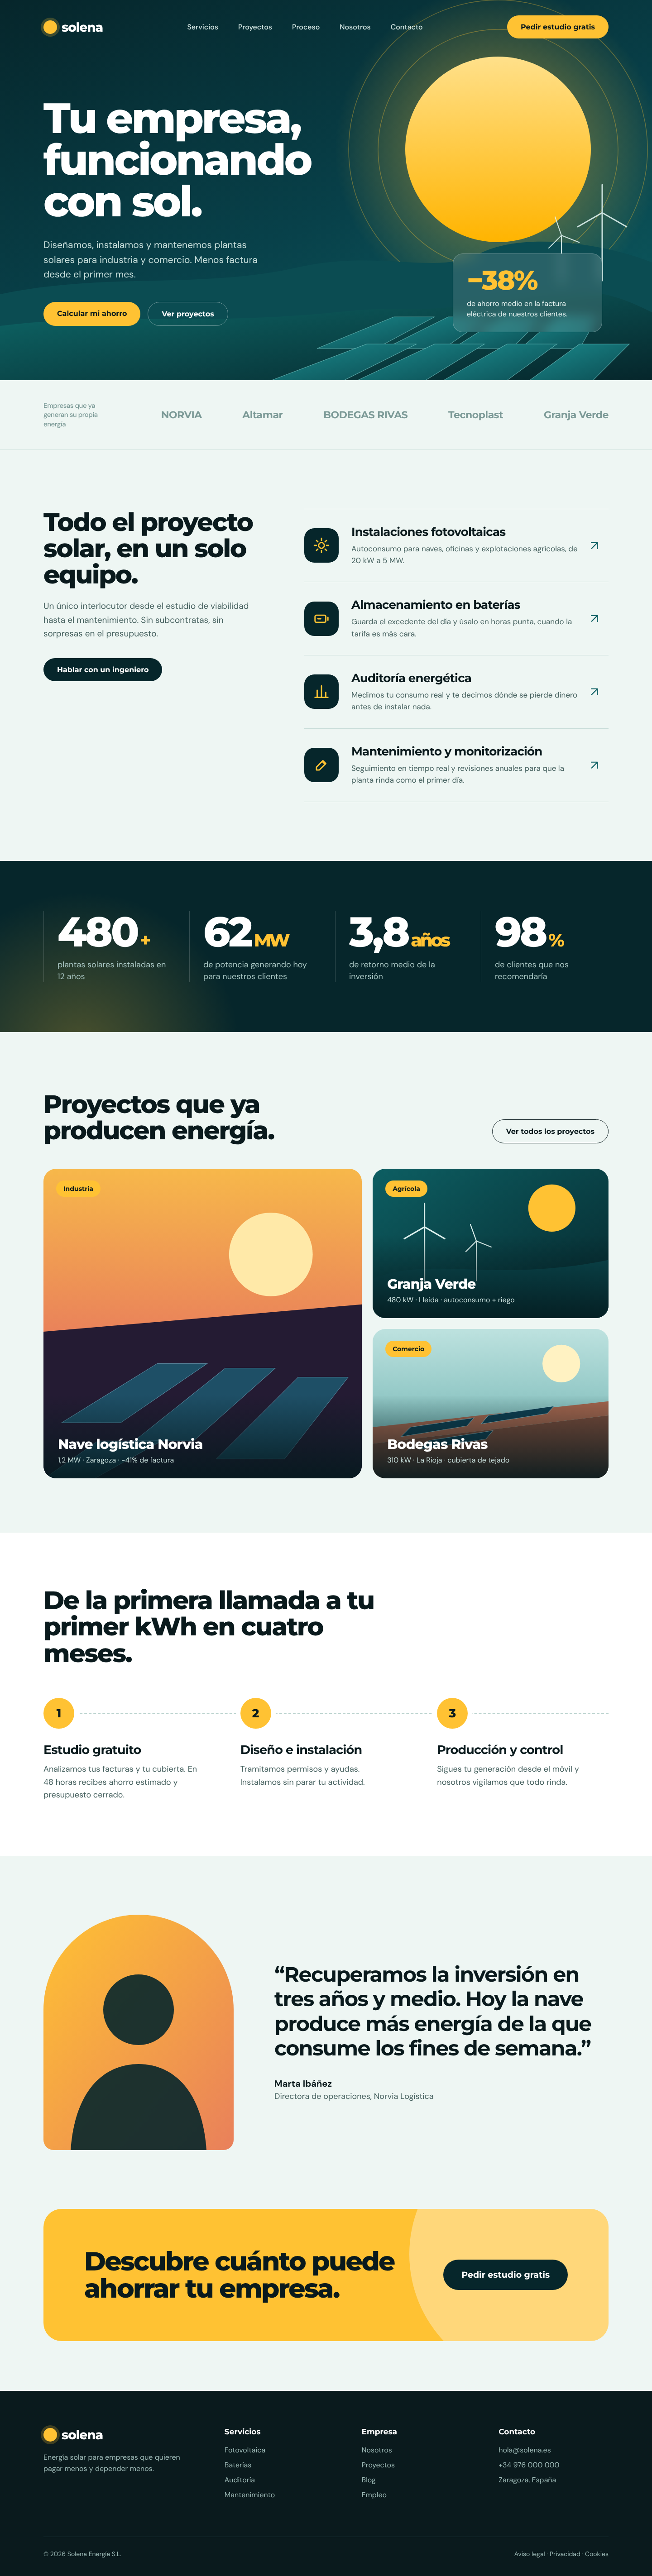 solena
Servicios
Proyectos
Proceso
Nosotros
Contacto
Pedir estudio gratis
Tu empresa,
funcionando
con sol.
Diseñamos, instalamos y mantenemos plantas
solares para industria y comercio. Menos factura
desde el primer mes.
Calcular mi ahorro
Ver proyectos
−38%
de ahorro medio en la factura
eléctrica de nuestros clientes.
Empresas que ya
generan su propia
energía
NORVIA
Altamar
BODEGAS RIVAS
Tecnoplast
Granja Verde
Todo el proyecto
solar, en un solo
equipo.
Un único interlocutor desde el estudio de viabilidad
hasta el mantenimiento. Sin subcontratas, sin
sorpresas en el presupuesto.
Hablar con un ingeniero
Instalaciones fotovoltaicas
Autoconsumo para naves, oficinas y explotaciones agrícolas, de
20 kW a 5 MW.
Almacenamiento en baterías
Guarda el excedente del día y úsalo en horas punta, cuando la
tarifa es más cara.
Auditoría energética
Medimos tu consumo real y te decimos dónde se pierde dinero
antes de instalar nada.
Mantenimiento y monitorización
Seguimiento en tiempo real y revisiones anuales para que la
planta rinda como el primer día.
480+
plantas solares instaladas en
12 años
62MW
de potencia generando hoy
para nuestros clientes
3,8años
de retorno medio de la
inversión
98%
de clientes que nos
recomendaría
Proyectos que ya
producen energía.
Ver todos los proyectos
Industria
Nave logística Norvia
1,2 MW · Zaragoza · −41% de factura
Agrícola
Granja Verde
480 kW · Lleida · autoconsumo + riego
Comercio
Bodegas Rivas
310 kW · La Rioja · cubierta de tejado
De la primera llamada a tu
primer kWh en cuatro
meses.
1
Estudio gratuito
Analizamos tus facturas y tu cubierta. En
48 horas recibes ahorro estimado y
presupuesto cerrado.
2
Diseño e instalación
Tramitamos permisos y ayudas.
Instalamos sin parar tu actividad.
3
Producción y control
Sigues tu generación desde el móvil y
nosotros vigilamos que todo rinda.
“Recuperamos la inversión en
tres años y medio. Hoy la nave
produce más energía de la que
consume los fines de semana.”
Marta Ibáñez
Directora de operaciones, Norvia Logística
Descubre cuánto puede
ahorrar tu empresa.
Pedir estudio gratis
solena
Energía solar para empresas que quieren
pagar menos y depender menos.
Servicios
Fotovoltaica
Baterías
Auditoría
Mantenimiento
Empresa
Nosotros
Proyectos
Blog
Empleo
Contacto
hola@solena.es
+34 976 000 000
Zaragoza, España
© 2026 Solena Energía S.L.
Aviso legal · Privacidad · Cookies